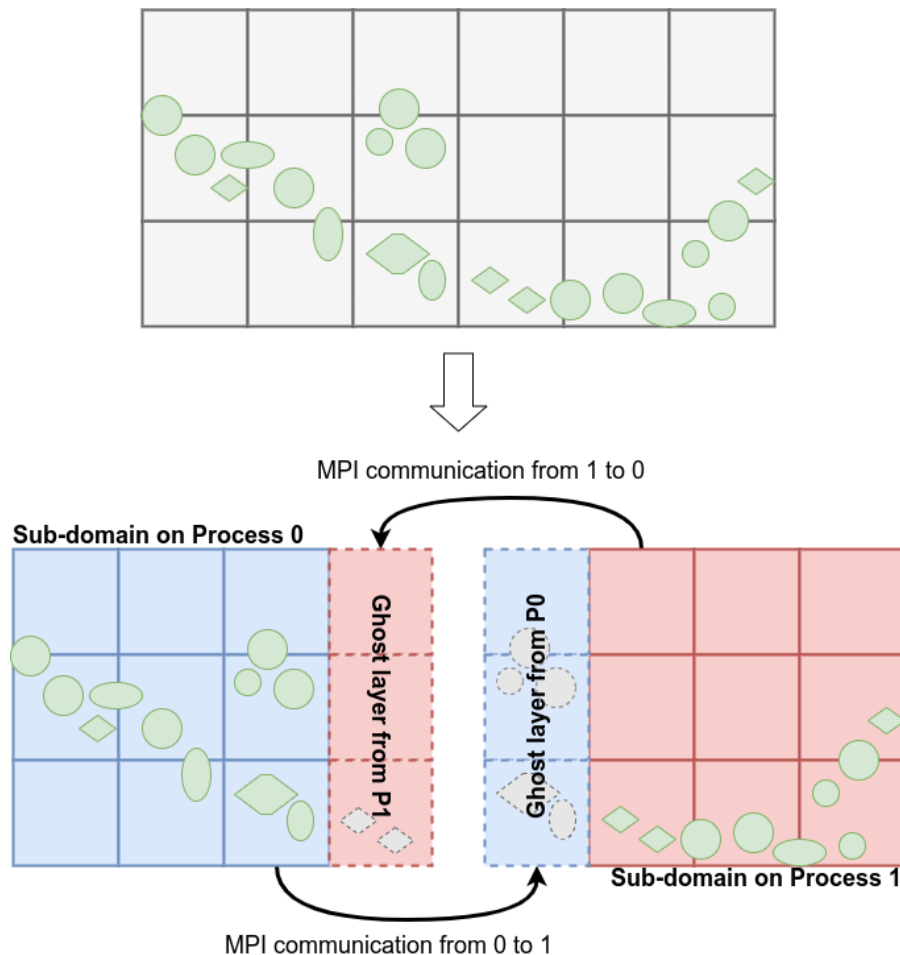 MPI communication from 1 to 0
Sub-domain on Process 0
Ghost layer from P1
Ghost layer from P0
Sub-domain on Process 1
MPI communication from 0 to 1